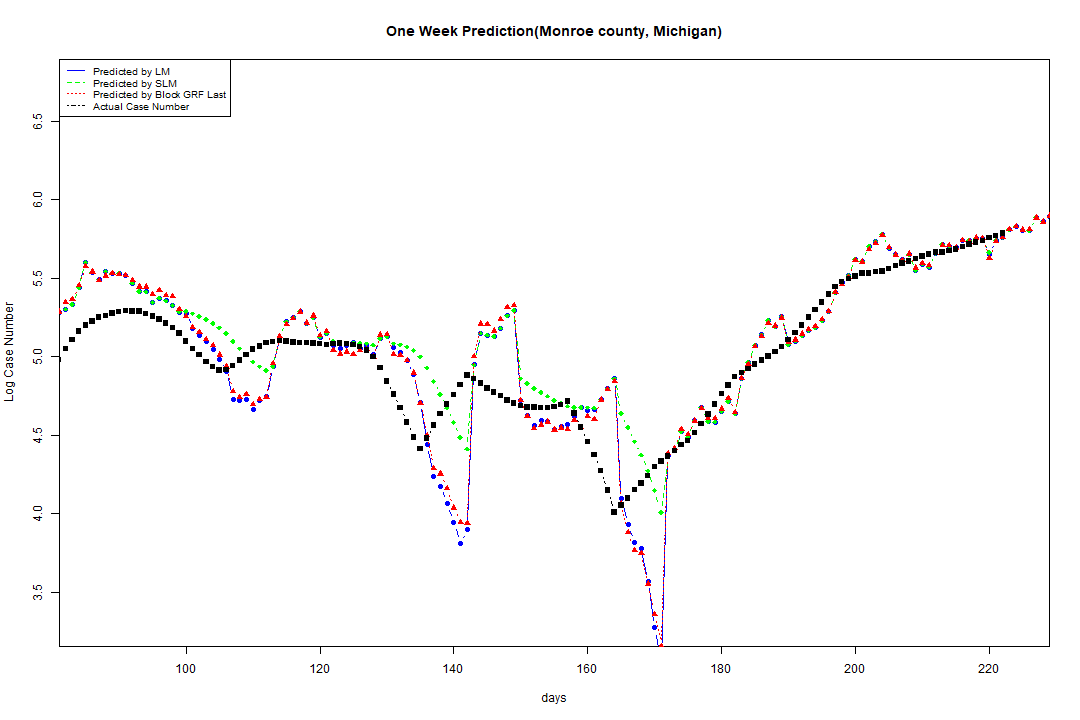 One Week Prediction(Monroe county, Michigan)
Predicted by LM
Predicted by SLM
Predicted by Block GRF Last
Actual Case Number
Log Case Number
6.5
6.0
5.5
5.0
4.5
4.0
3.5
100 120 140 160 180 200 220
days